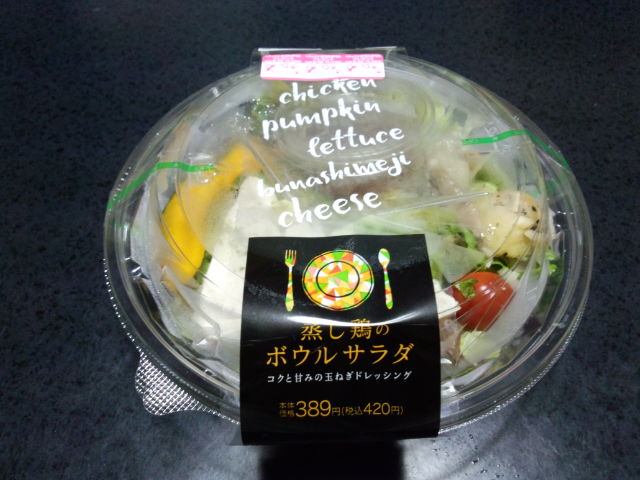 chicken
pumpkin
lettuce
bunashimeji
cheese
蒸し鶏の
ボウルサラダ
コクと甘みの玉ねぎドレッシング
本体価格389円(税込420円)